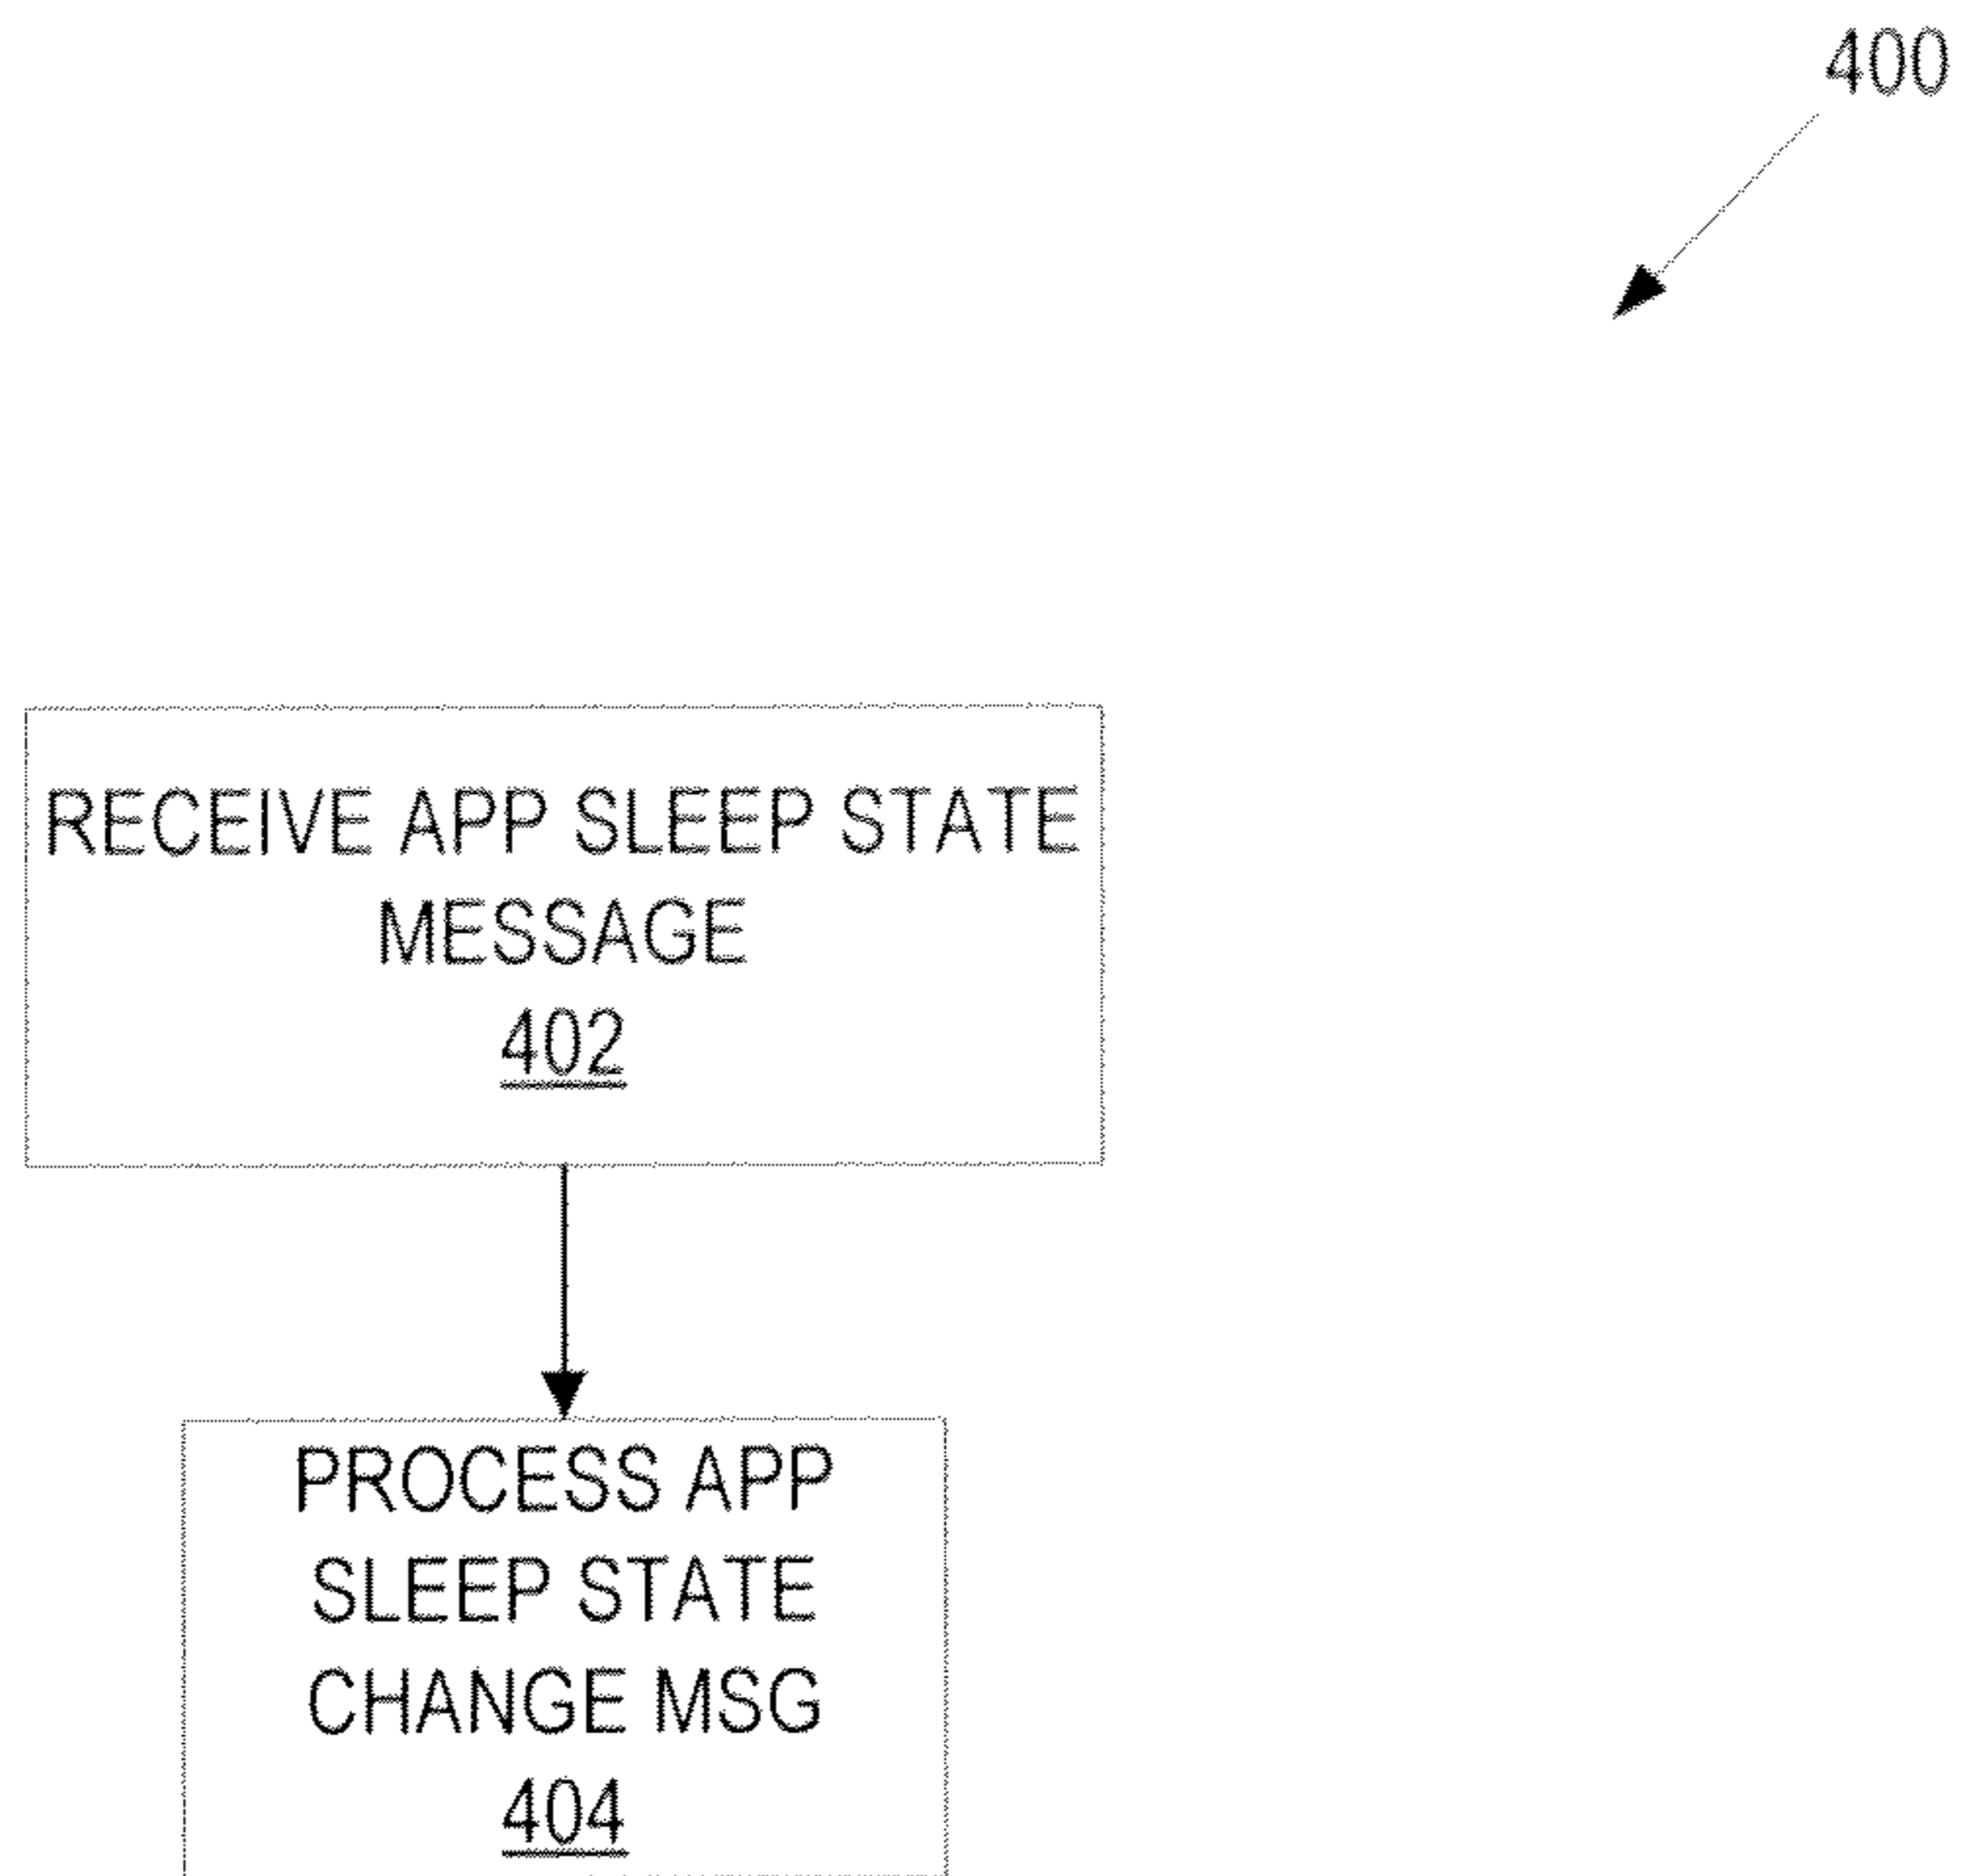 400
RECEIVE APP SLEEP STATE
MESSAGE
402
PROCESS APP
SLEEP STATE
CHANGE MSG
404